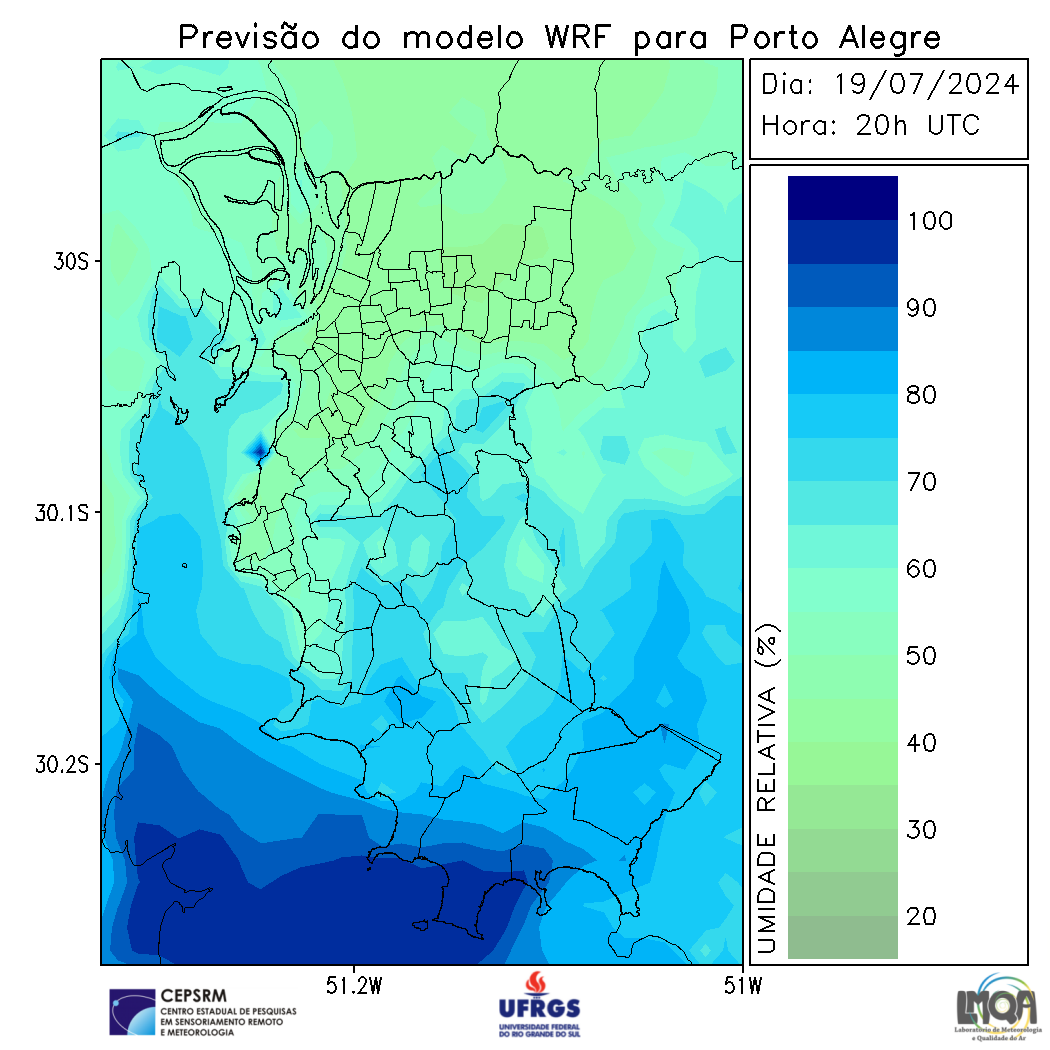 Previsão do modelo WRF para Porto Alegre
Dia: 19/07/2024
Hora: 20h UTC
100
90
80
70
60
50
40
30
20
UMIDADE RELATIVA (%)
30S
30.1S
30.2S
51.2W
51W
CEPSRM
CENTRO ESTADUAL DE PESQUISAS
EM SENSORIAMENTO REMOTO
E METEOROLOGIA
UFRGS
UNIVERSIDADE FEDERAL
DO RIO GRANDE DO SUL
LMQA
Laboratório de Meteorologia
e Qualidade do Ar